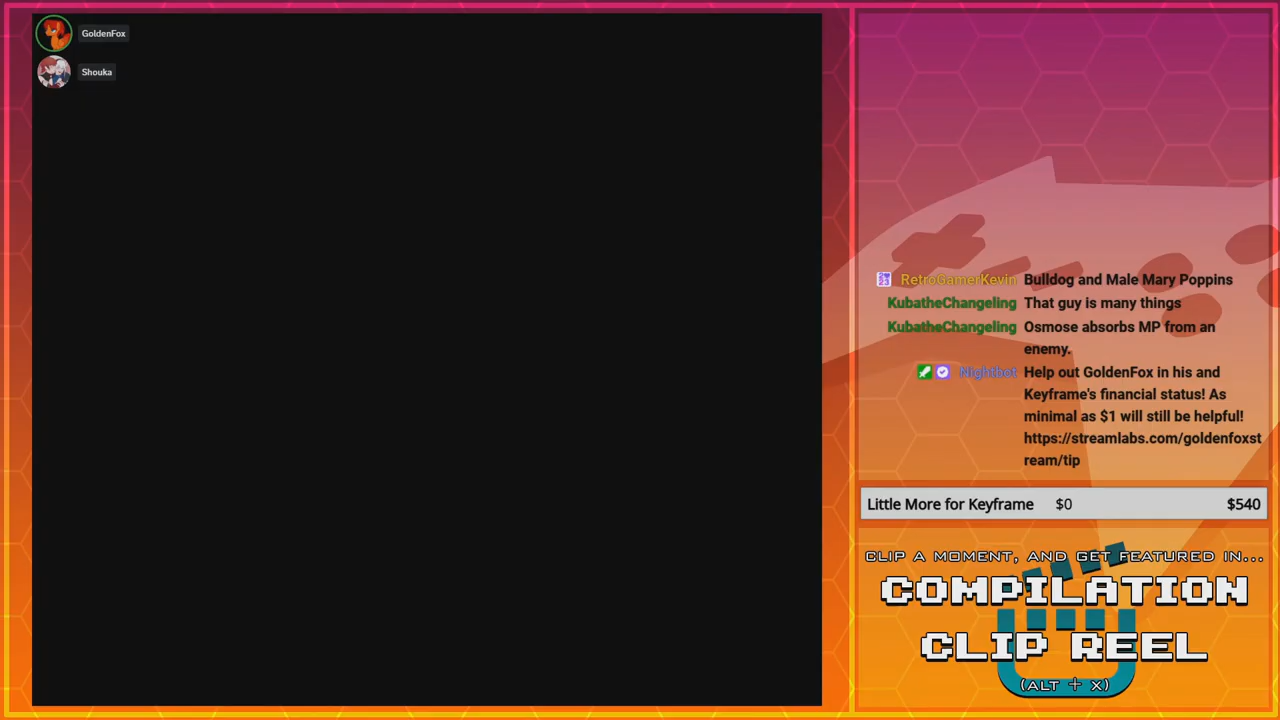 GoldenFox
Shouka
RetroGamerKevin Bulldog and Male Mary Poppins
KubatheChangeling That guy is many things
KubatheChangeling Osmose absorbs MP from an
enemy.
Nightbot Help out GoldenFox in his and
Keyframe's financial status! As
minimal as $1 will still be helpful!
https://streamlabs.com/goldenfoxst
ream/tip
Little More for Keyframe $0 $540
CLIP A MOMENT, AND GET FEATURED IN...
COMPILATION
CLIP REEL
(ALT + X)